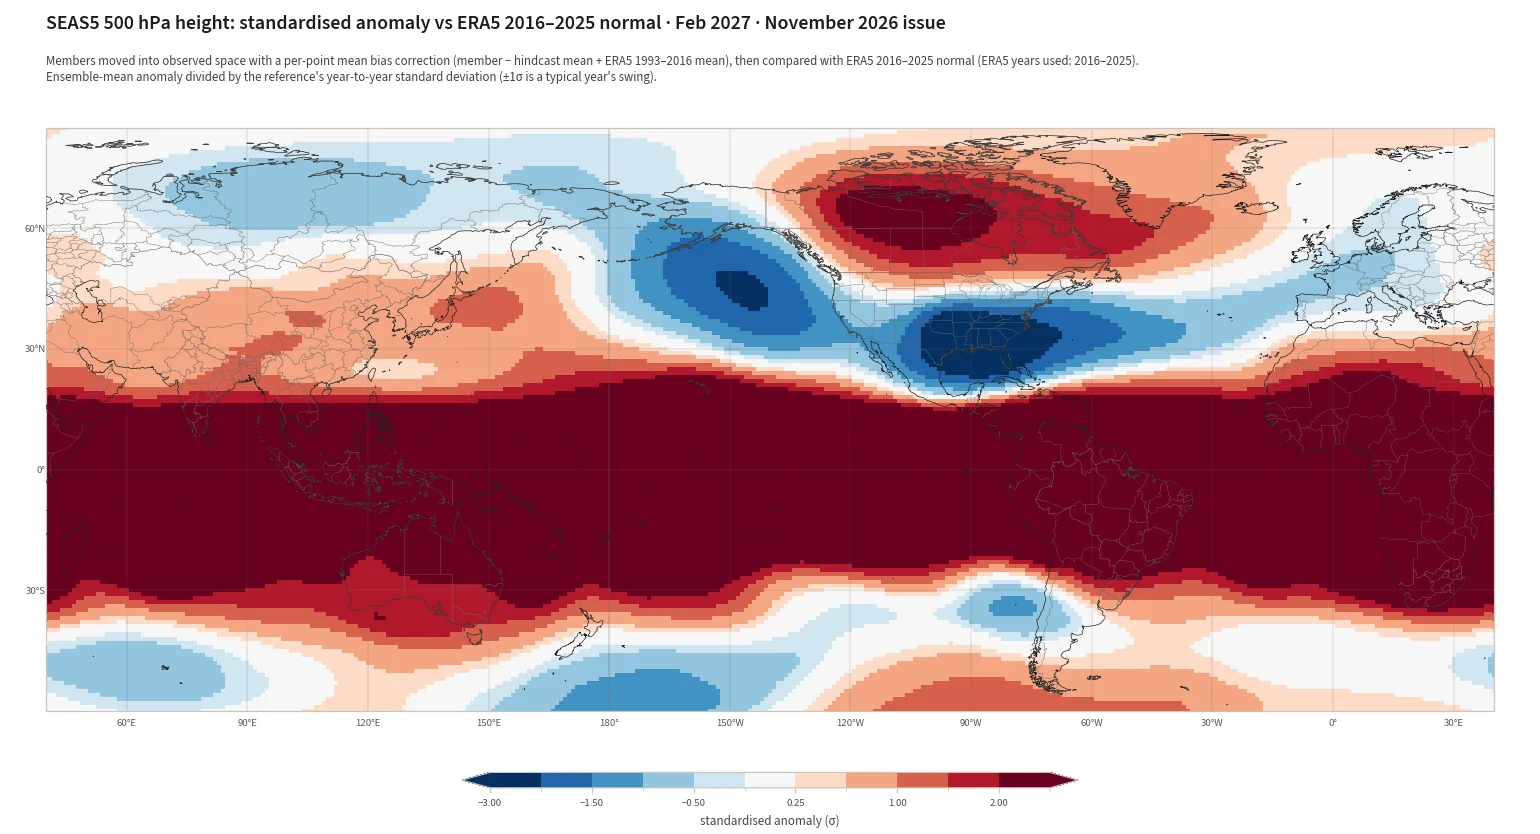 SEAS5 500 hPa height: standardised anomaly vs ERA5 2016–2025 normal · Feb 2027 · November 2026 issue
Members moved into observed space with a per-point mean bias correction (member − hindcast mean + ERA5 1993–2016 mean), then compared with ERA5 2016–2025 normal (ERA5 years used: 2016–2025).
Ensemble-mean anomaly divided by the reference's year-to-year standard deviation (±1σ is a typical year's swing).
60°N
30°N
0°
30°S
60°E 90°E 120°E 150°E 180° 150°W 120°W 90°W 60°W 30°W 0° 30°E
−3.00 −1.50 −0.50 0.25 1.00 2.00
standardised anomaly (σ)